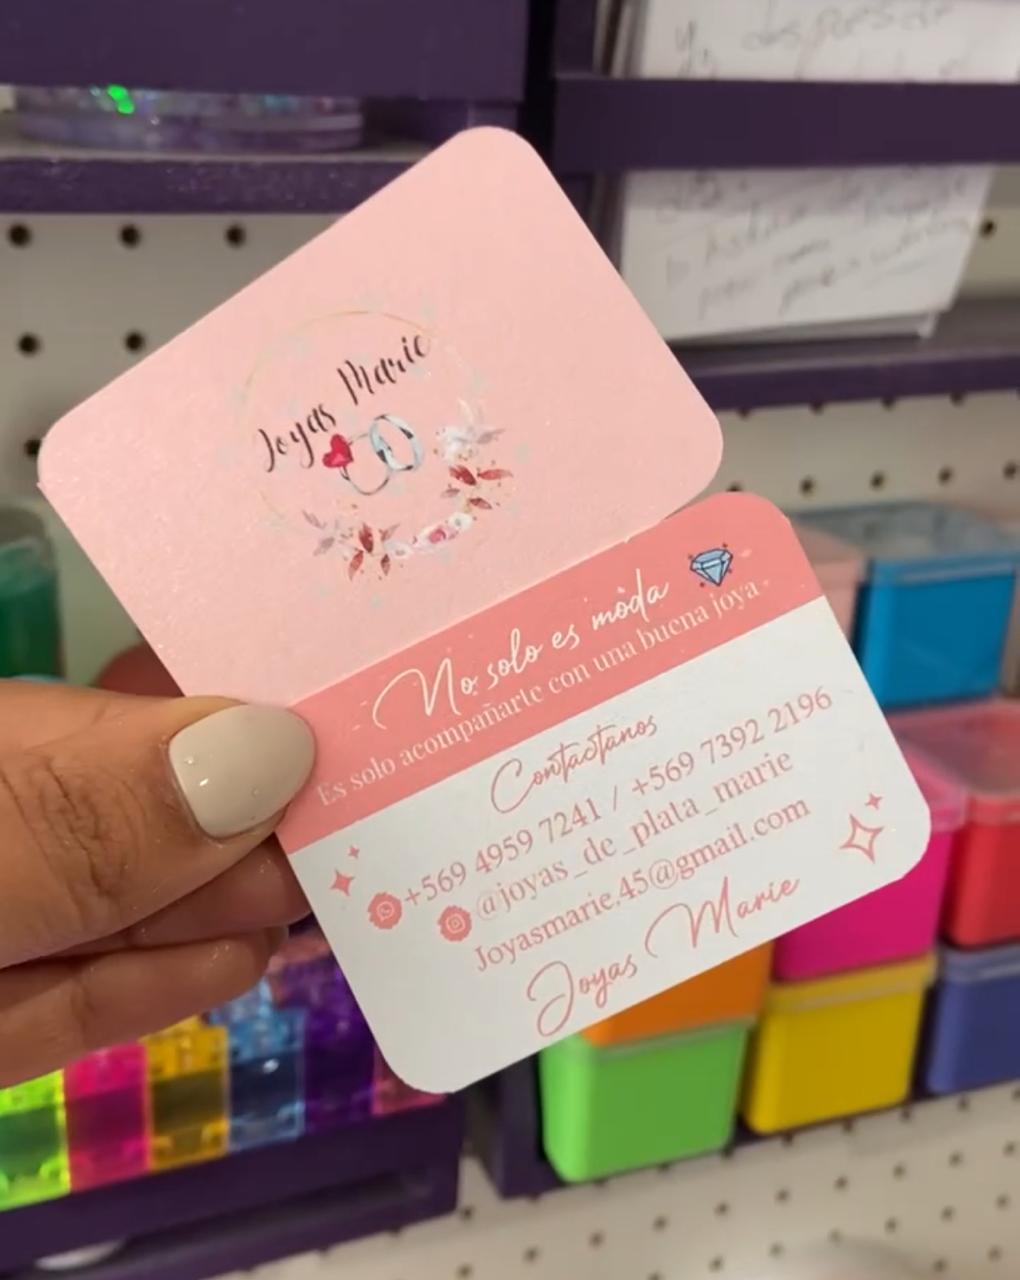 Joyas Marie
No solo es moda
Es solo acompañarte con una buena joya
Contáctanos
+569 4959 7241 / +569 7392 2196
@joyas_de_plata_marie
Joyasmarie.45@gmail.com
Joyas Marie